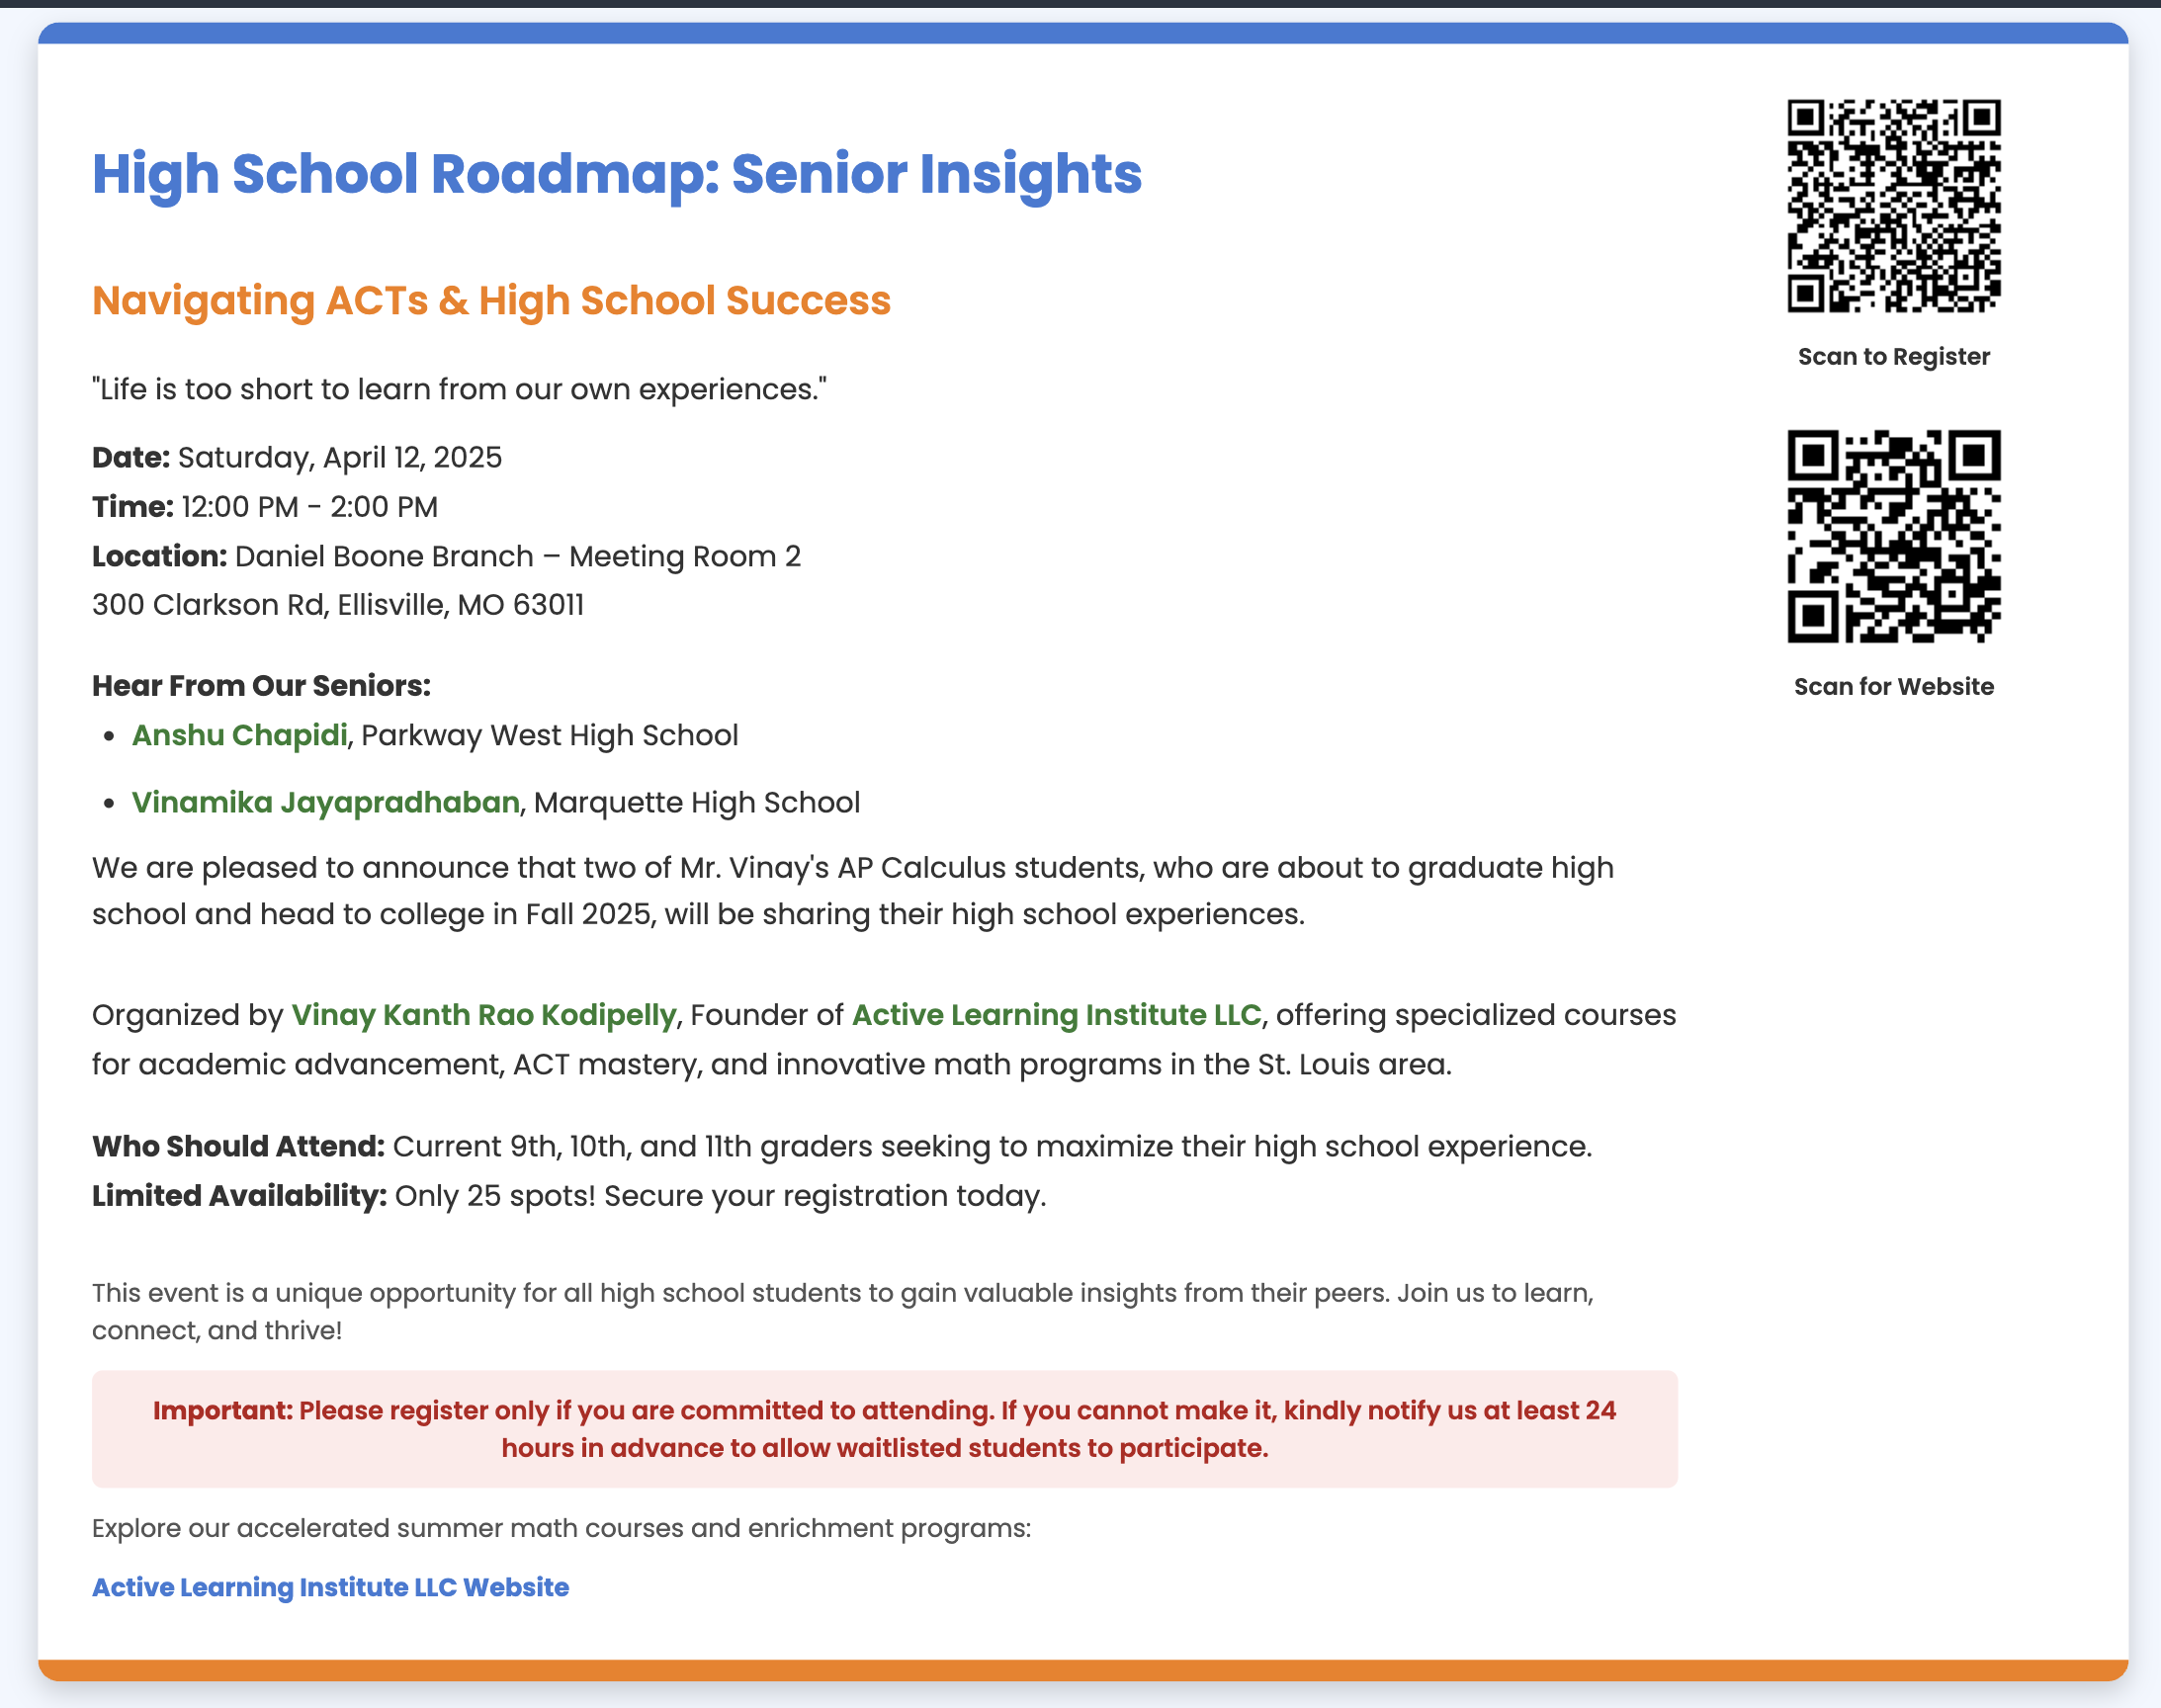 High School Roadmap: Senior Insights
Navigating ACTs & High School Success
"Life is too short to learn from our own experiences."
Date: Saturday, April 12, 2025
Time: 12:00 PM - 2:00 PM
Location: Daniel Boone Branch – Meeting Room 2
300 Clarkson Rd, Ellisville, MO 63011
Hear From Our Seniors:
• Anshu Chapidi, Parkway West High School
• Vinamika Jayapradhaban, Marquette High School
We are pleased to announce that two of Mr. Vinay's AP Calculus students, who are about to graduate high
school and head to college in Fall 2025, will be sharing their high school experiences.
Organized by Vinay Kanth Rao Kodipelly, Founder of Active Learning Institute LLC, offering specialized courses
for academic advancement, ACT mastery, and innovative math programs in the St. Louis area.
Who Should Attend: Current 9th, 10th, and 11th graders seeking to maximize their high school experience.
Limited Availability: Only 25 spots! Secure your registration today.
This event is a unique opportunity for all high school students to gain valuable insights from their peers. Join us to learn,
connect, and thrive!
Important: Please register only if you are committed to attending. If you cannot make it, kindly notify us at least 24
hours in advance to allow waitlisted students to participate.
Explore our accelerated summer math courses and enrichment programs:
Active Learning Institute LLC Website
Scan to Register
Scan for Website